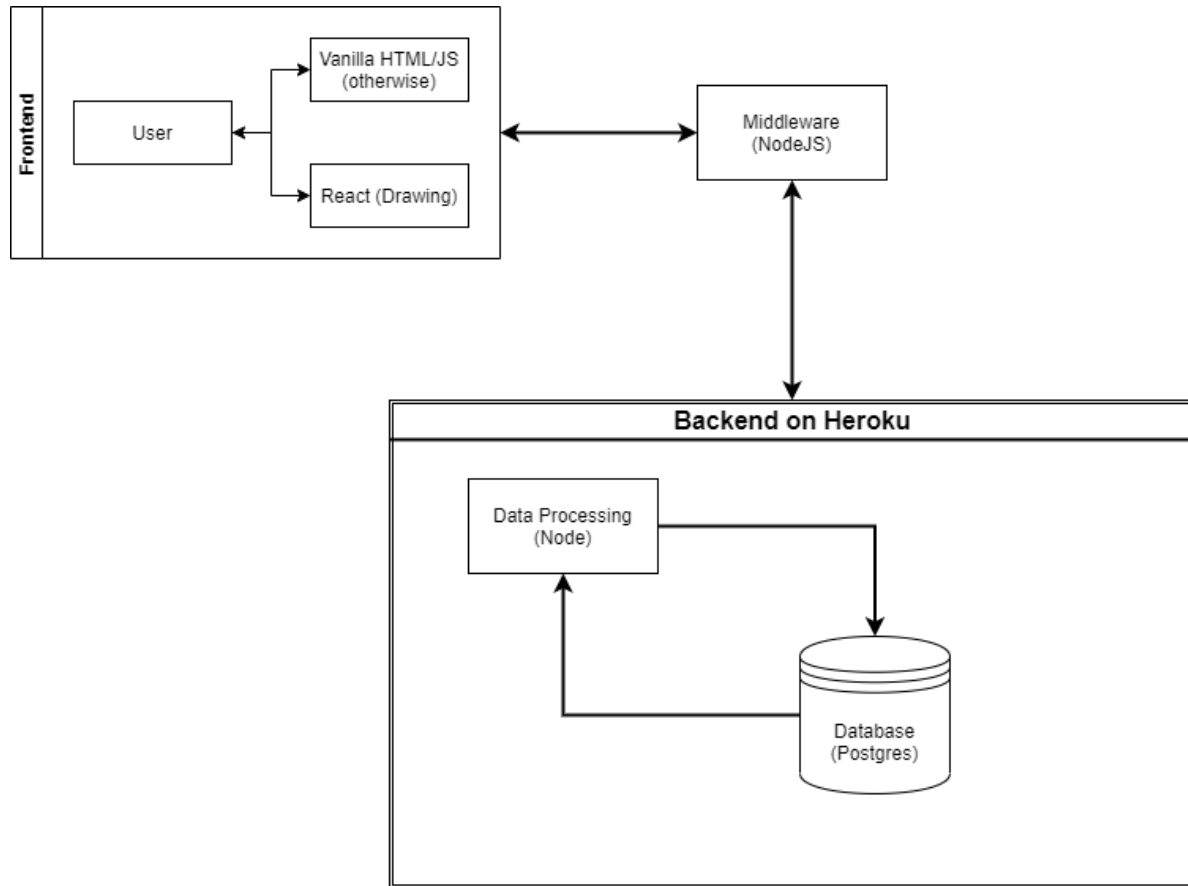 Frontend
User
Vanilla HTML/JS
(otherwise)
React (Drawing)
Middleware
(NodeJS)
Backend on Heroku
Data Processing
(Node)
Database
(Postgres)